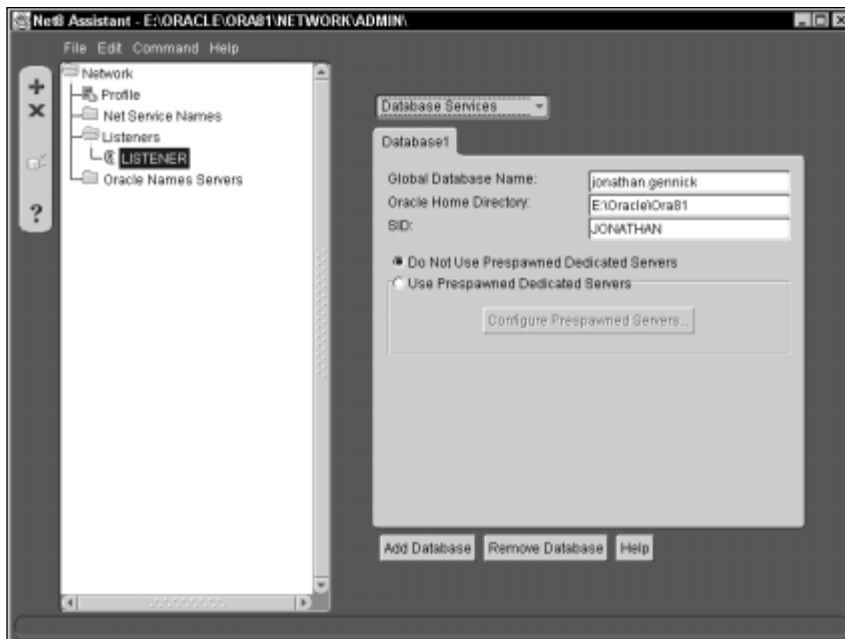 Net8 Assistant - E:\ORACLE\ORA81\NETWORK\ADMIN\
File Edit Command Help
Network
Profile
Net Service Names
Listeners
LISTENER
Oracle Names Servers
?
Database Services
Database1
Global Database Name: jonathan.gennick
Oracle Home Directory: E:\Oracle\Ora81
SID: JONATHAN
Do Not Use Prespawned Dedicated Servers
Use Prespawned Dedicated Servers
Configure Prespawned Servers...
Add Database Remove Database Help